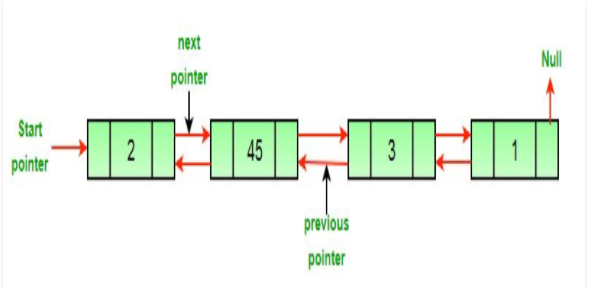 next
pointer
Null
Start
pointer
2
45
3
1
previous
pointer